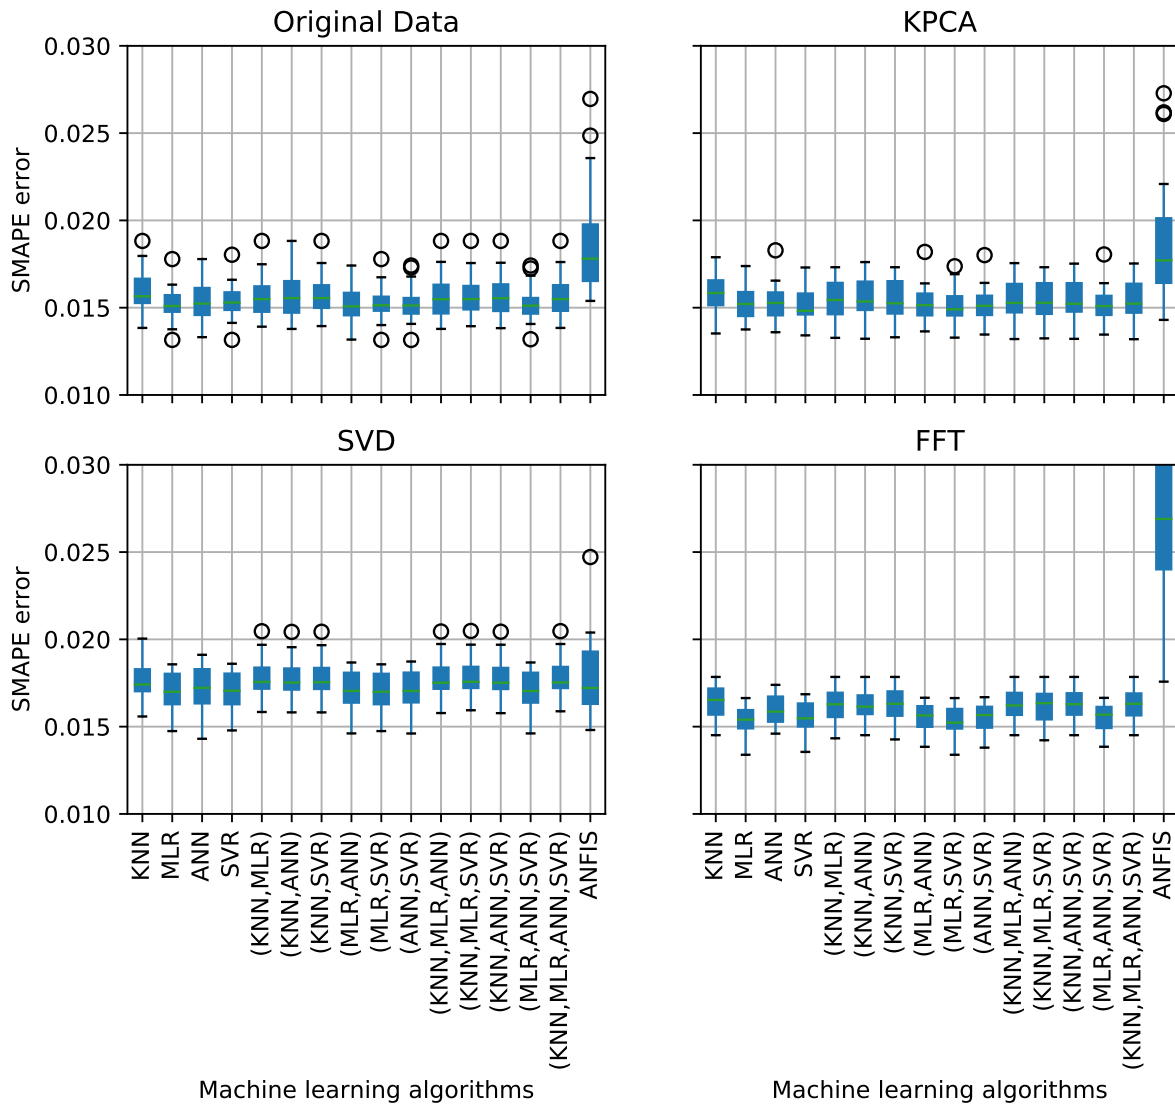 Original Data
KPCA
SMAPE error
0.030
0.025
0.020
0.015
0.010
SVD
FFT
SMAPE error
0.030
0.025
0.020
0.015
0.010
KNN
MLR
ANN
SVR
(KNN,MLR)
(KNN,ANN)
(KNN,SVR)
(MLR,ANN)
(MLR,SVR)
(ANN,SVR)
(KNN,MLR,ANN)
(KNN,MLR,SVR)
(KNN,ANN,SVR)
(MLR,ANN,SVR)
(KNN,MLR,ANN,SVR)
ANFIS
KNN
MLR
ANN
SVR
(KNN,MLR)
(KNN,ANN)
(KNN,SVR)
(MLR,ANN)
(MLR,SVR)
(ANN,SVR)
(KNN,MLR,ANN)
(KNN,MLR,SVR)
(KNN,ANN,SVR)
(MLR,ANN,SVR)
(KNN,MLR,ANN,SVR)
ANFIS
Machine learning algorithms
Machine learning algorithms